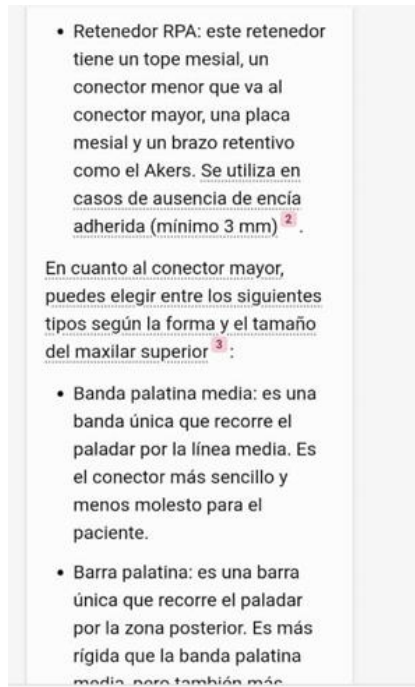 • Retenedor RPA: este retenedor
tiene un tope mesial, un
conector menor que va al
conector mayor, una placa
mesial y un brazo retentivo
como el Akers. Se utiliza en
casos de ausencia de encía
adherida (mínimo 3 mm) 2 .
En cuanto al conector mayor,
puedes elegir entre los siguientes
tipos según la forma y el tamaño
del maxilar superior 3 :
• Banda palatina media: es una
banda única que recorre el
paladar por la línea media. Es
el conector más sencillo y
menos molesto para el
paciente.
• Barra palatina: es una barra
única que recorre el paladar
por la zona posterior. Es más
rígida que la banda palatina
media, pero también más